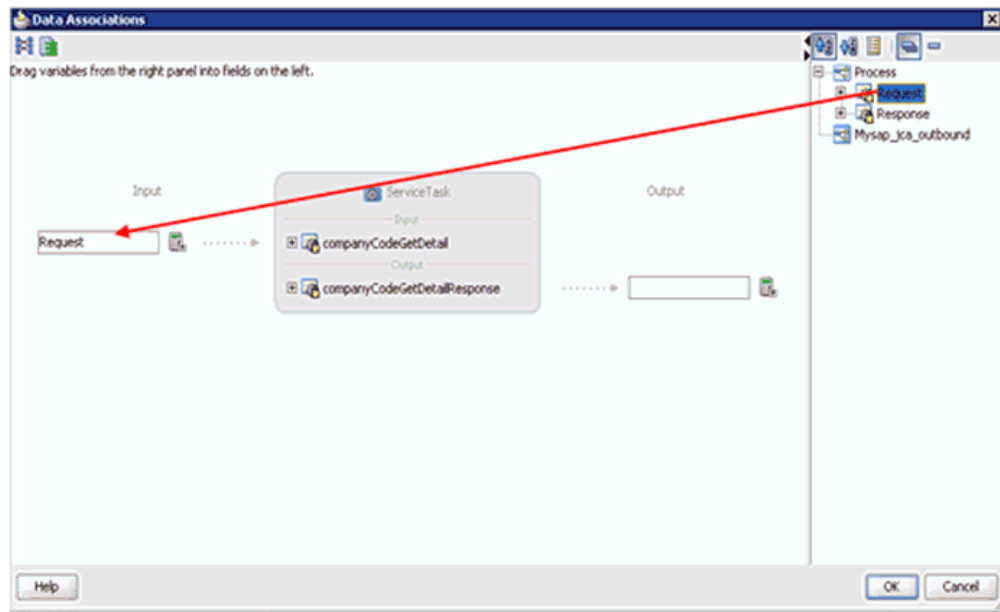 Data Associations
Drag variables from the right panel into fields on the left.
Process
Request
Response
Mysap_jca_outbound
Input
ServiceTask
Output
Input
Request
companyCodeGetDetail
Output
companyCodeGetDetailResponse
Help
OK
Cancel